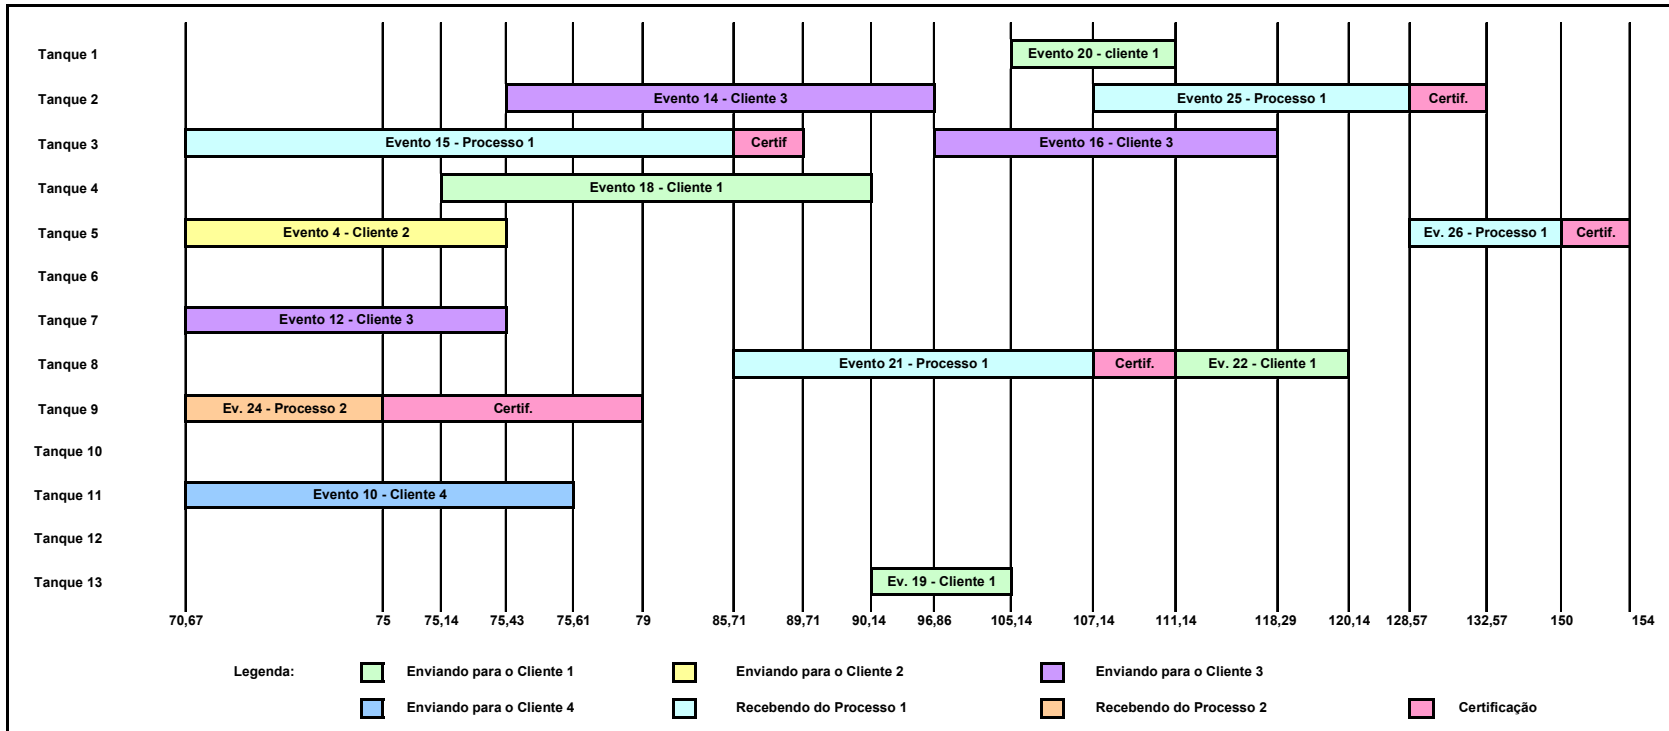 Tanque 1 Evento 20 - cliente 1
Tanque 2 Evento 14 - Cliente 3 Evento 25 - Processo 1 Certif.
Tanque 3 Evento 15 - Processo 1 Certif Evento 16 - Cliente 3
Tanque 4 Evento 18 - Cliente 1
Tanque 5 Evento 4 - Cliente 2 Ev. 26 - Processo 1 Certif.
Tanque 6
Tanque 7 Evento 12 - Cliente 3
Tanque 8 Evento 21 - Processo 1 Certif. Ev. 22 - Cliente 1
Tanque 9 Ev. 24 - Processo 2 Certif.
Tanque 10
Tanque 11 Evento 10 - Cliente 4
Tanque 12
Tanque 13 Ev. 19 - Cliente 1
70,67 75 75,14 75,43 75,61 79 85,71 89,71 90,14 96,86 105,14 107,14 111,14 118,29 120,14 128,57 132,57 150 154
Legenda: Enviando para o Cliente 1 Enviando para o Cliente 2 Enviando para o Cliente 3
Enviando para o Cliente 4 Recebendo do Processo 1 Recebendo do Processo 2 Certificação